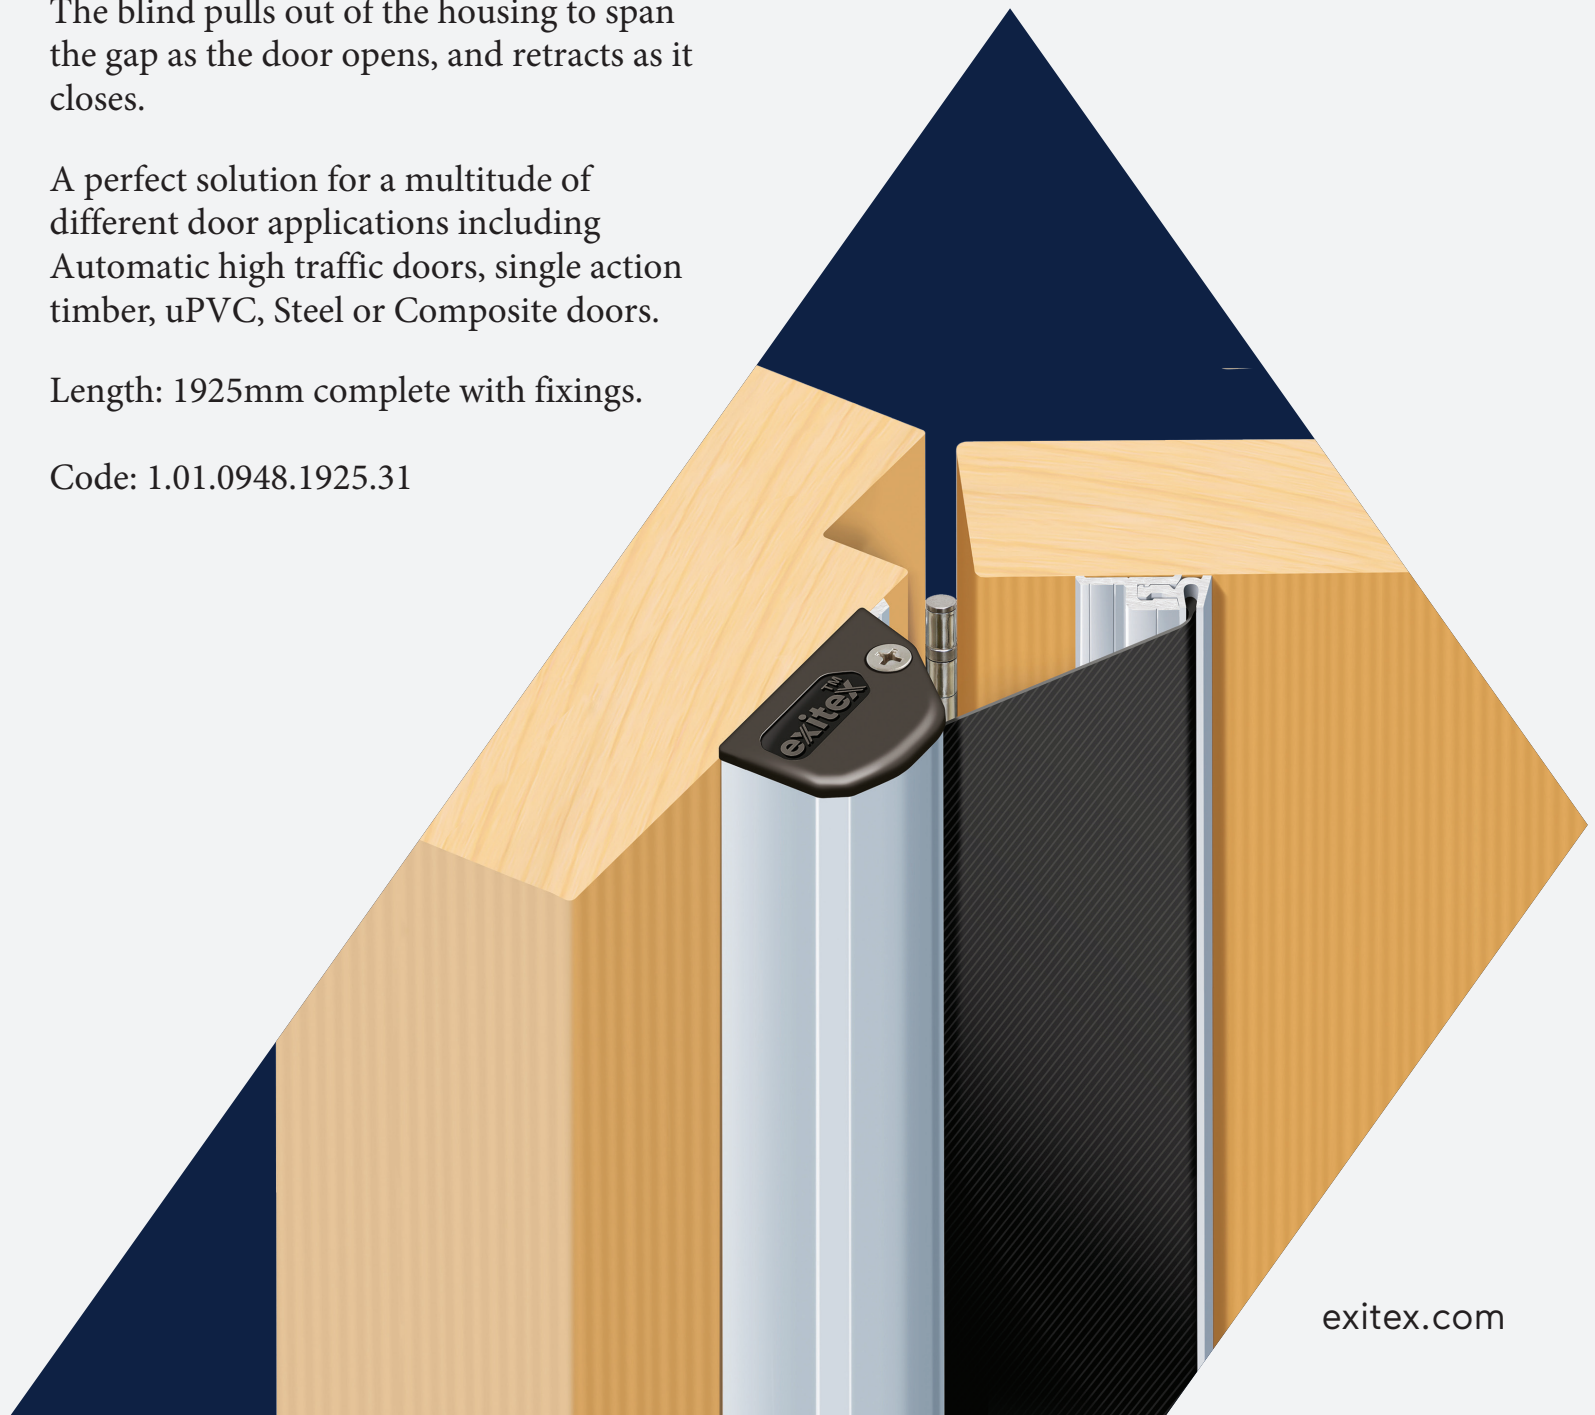 The blind pulls out of the housing to span
the gap as the door opens, and retracts as it
closes.
A perfect solution for a multitude of
different door applications including
Automatic high traffic doors, single action
timber, uPVC, Steel or Composite doors.
Length: 1925mm complete with fixings.
Code: 1.01.0948.1925.31
exitex™
exitex.com